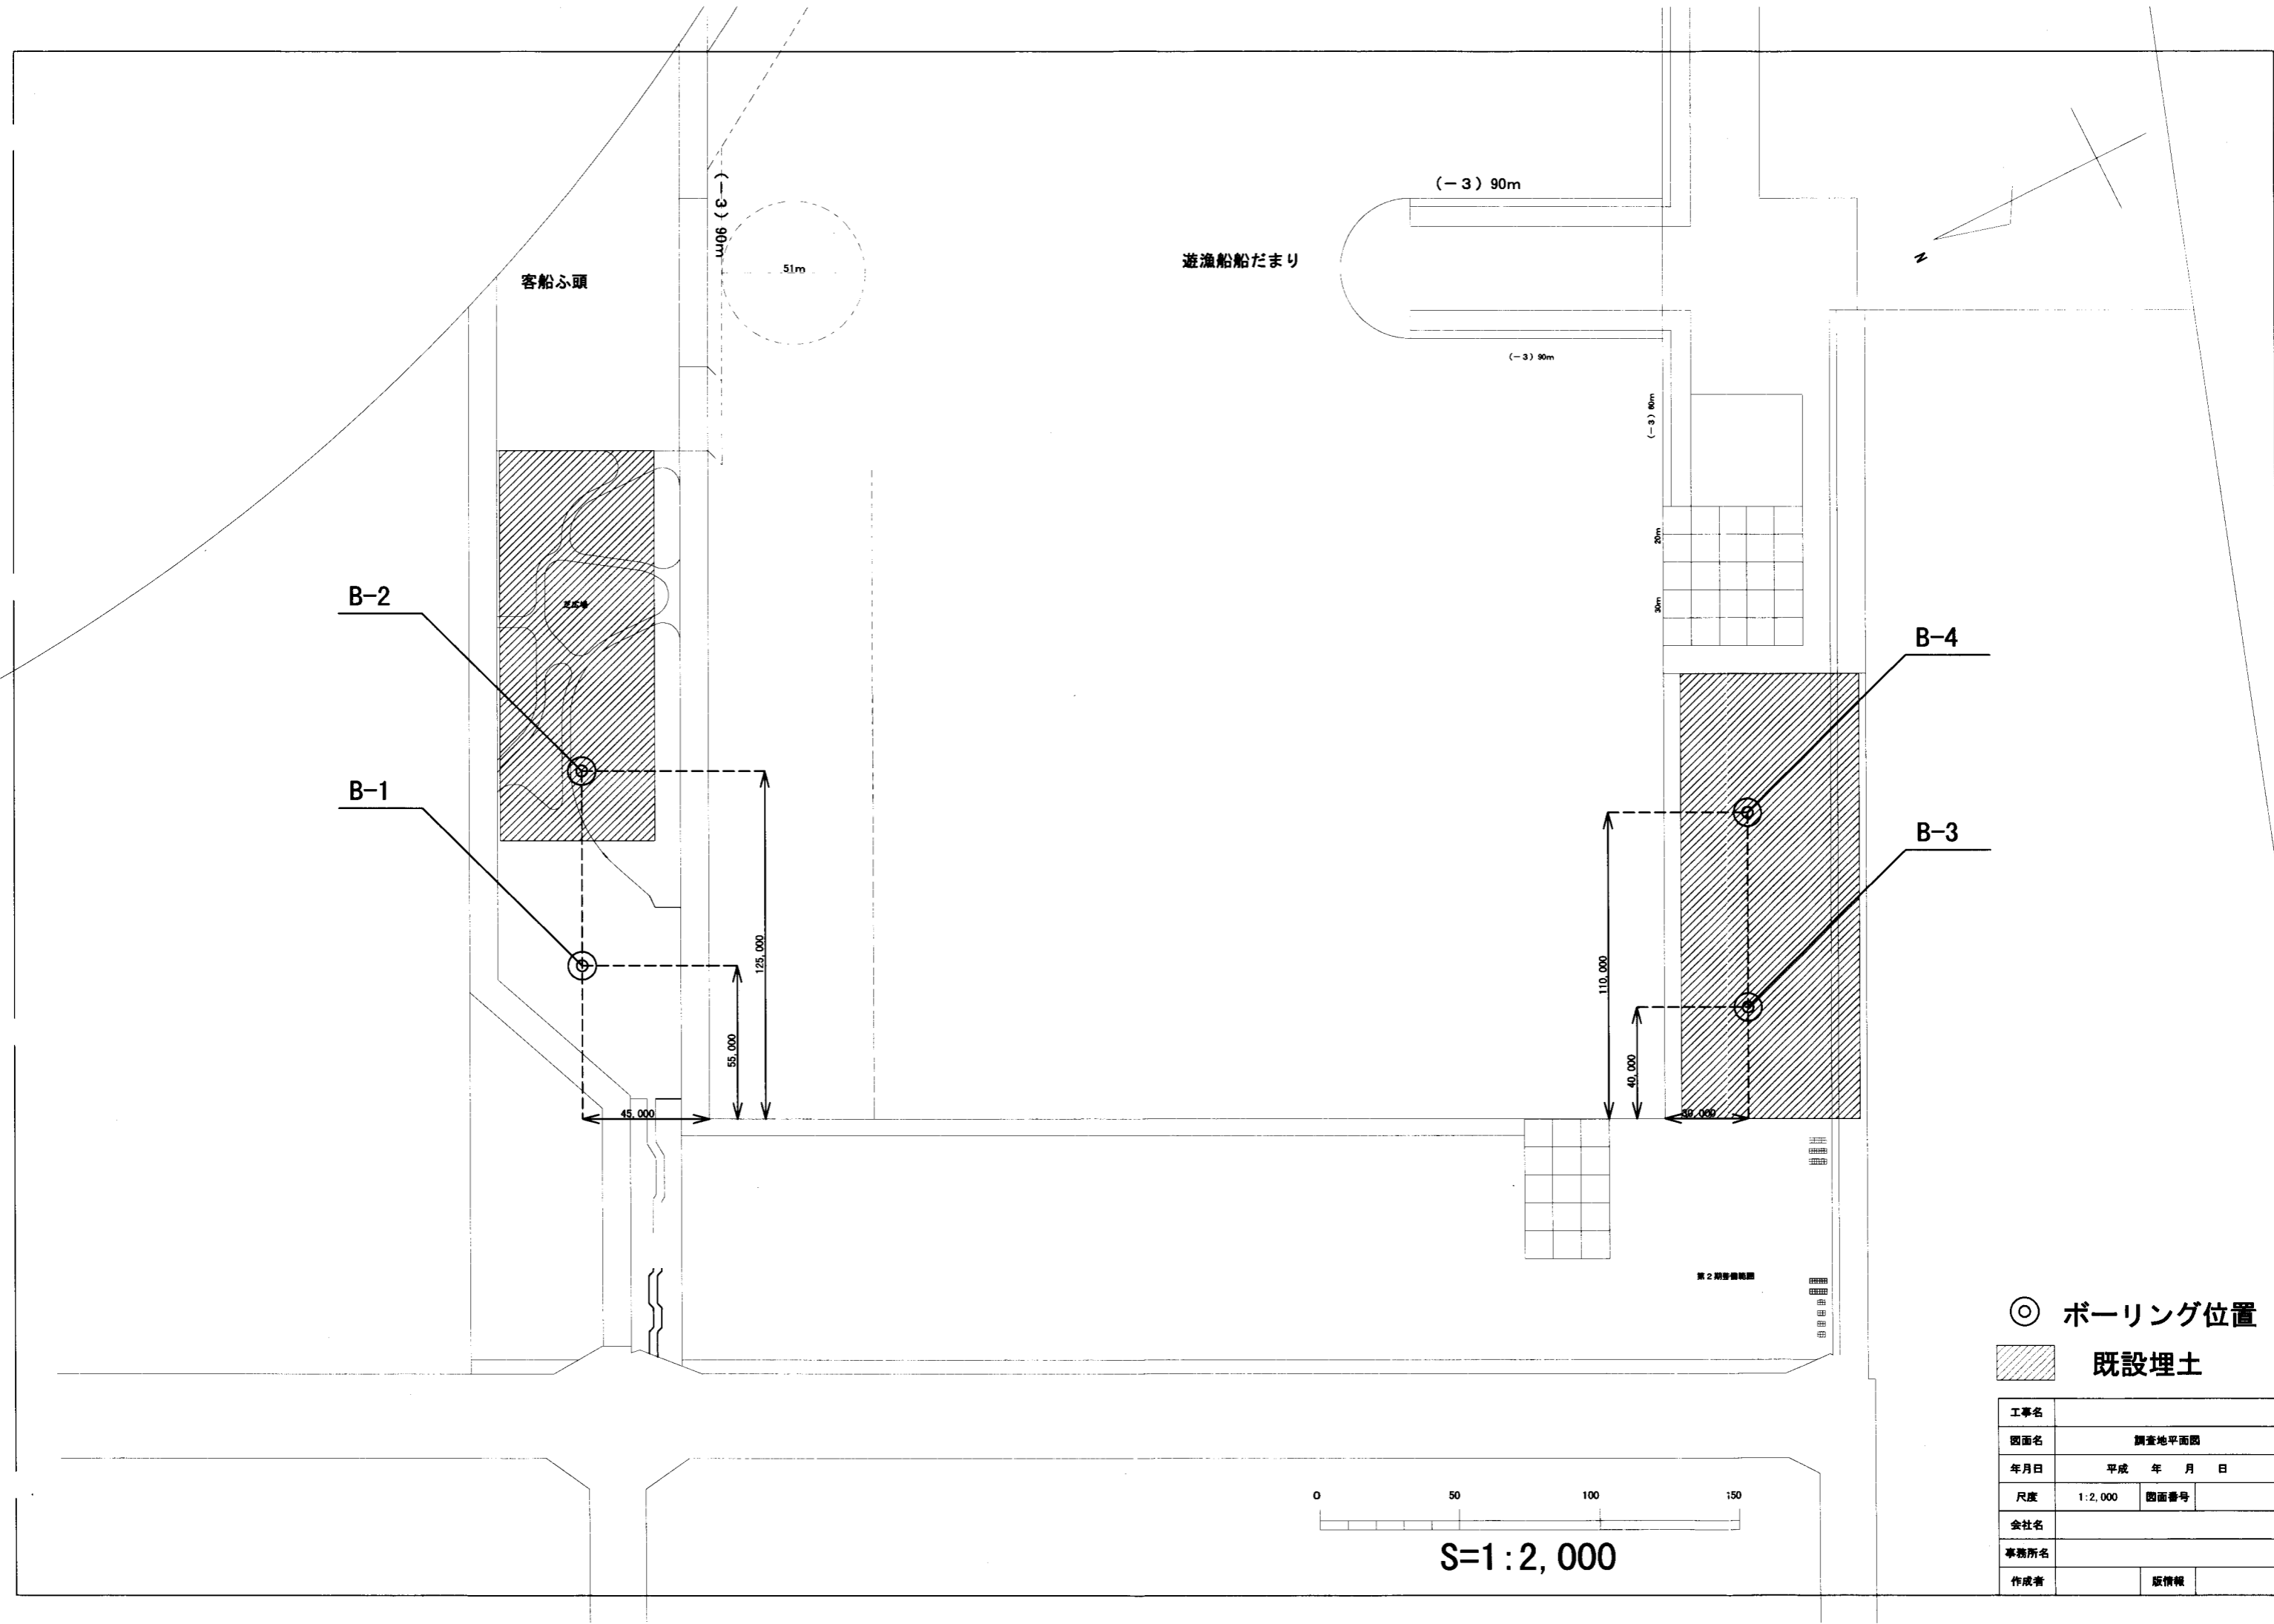 (-3) 90m
(-3) 90m
51m
客船ふ頭
遊漁船船だまり
N
(-3) 90m
(-3) 60m
20m
30m
芝広場
B-2
B-1
B-4
B-3
125,000
55,000
45,000
110,000
40,000
30,000
第2期整備範囲
ボーリング位置
既設埋土
0 50 100 150
S=1:2,000
工事名
図面名 調査地平面図
年月日 平成 年 月 日
尺度 1:2,000 図面番号
会社名
事務所名
作成者 版情報